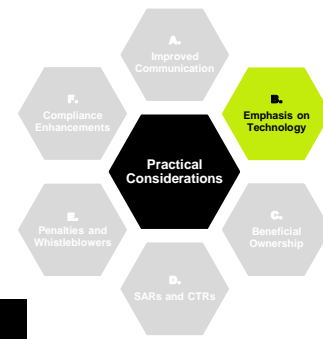 A.
Improved
Communication
B.
Emphasis on
Technology
C.
Beneficial
Ownership
D.
SARs and CTRs
E.
Penalties and
Whistleblowers
F.
Compliance
Enhancements
Practical
Considerations